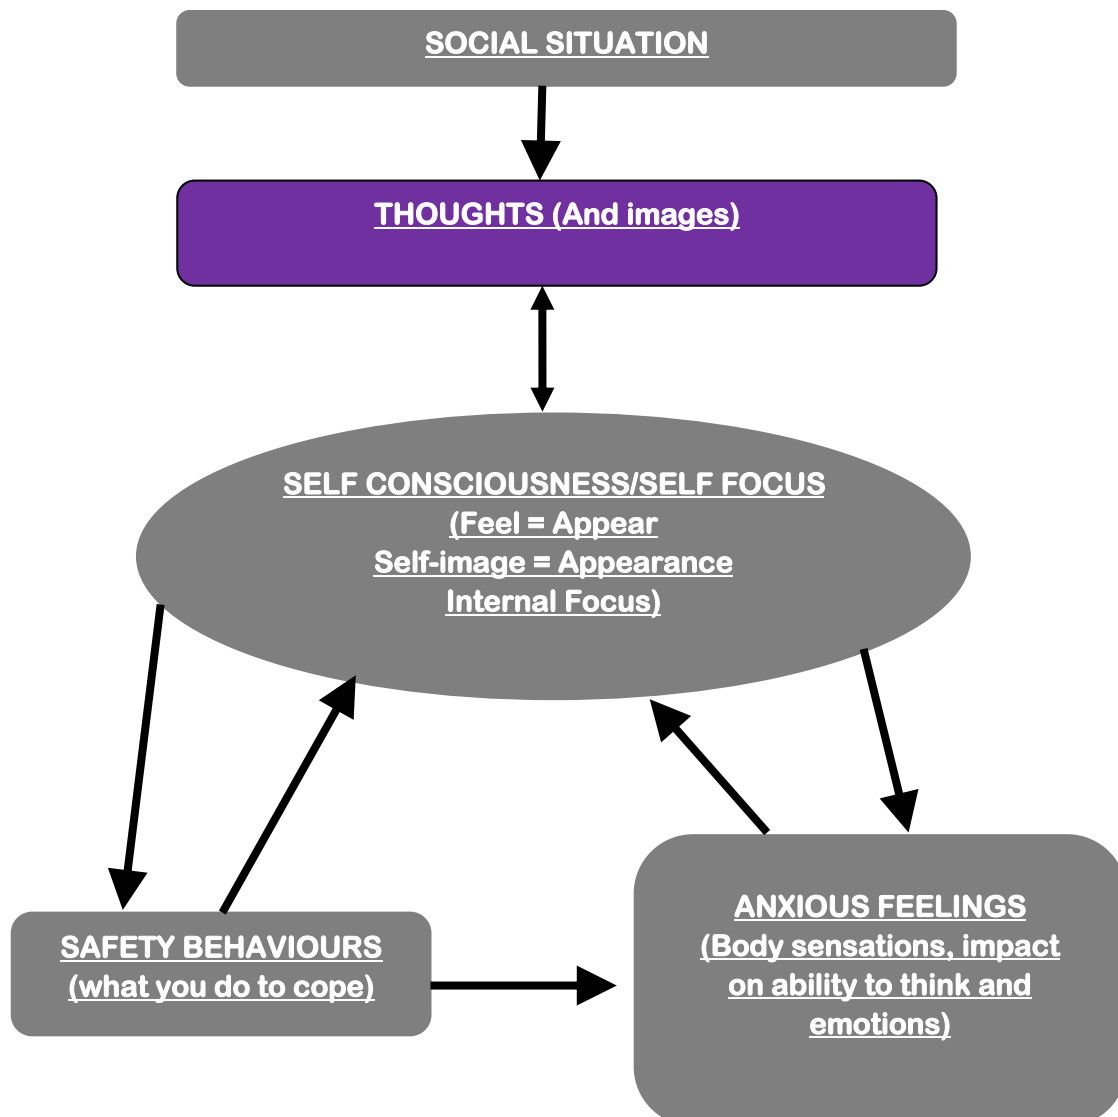 SOCIAL SITUATION
THOUGHTS (And images)
SELF CONSCIOUSNESS/SELF FOCUS
(Feel = Appear
Self-image = Appearance
Internal Focus)
SAFETY BEHAVIOURS
(what you do to cope)
ANXIOUS FEELINGS
(Body sensations, impact
on ability to think and
emotions)